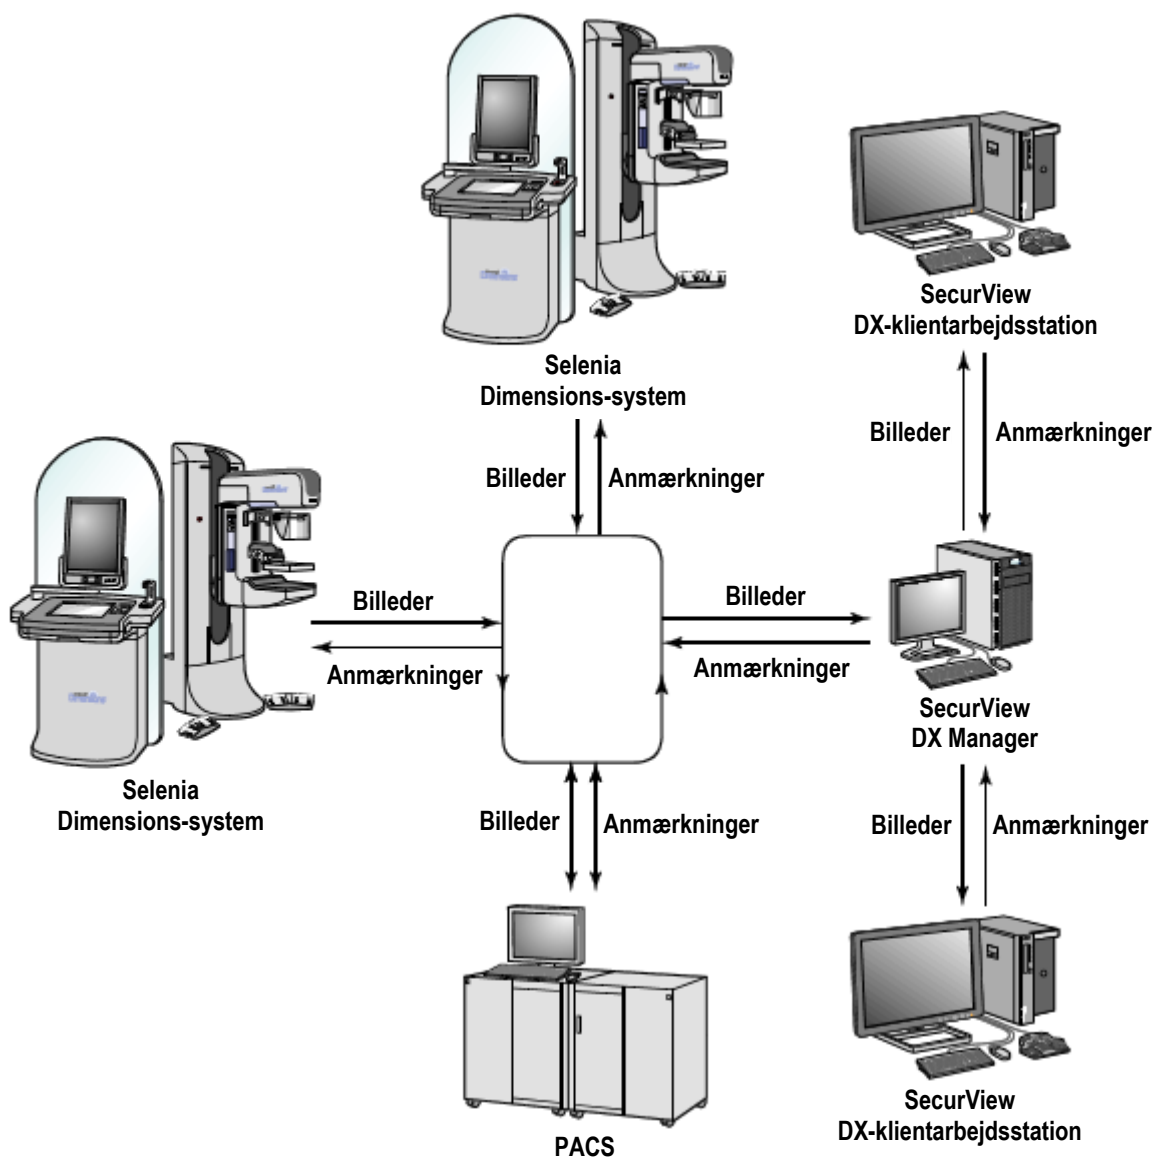 SecurView
DX-klientarbejdsstation
Selenia
Dimensions-system
Billeder
Anmærkninger
Billeder
Anmærkninger
Billeder
Anmærkninger
Billeder
Anmærkninger
SecurView
DX Manager
Selenia
Dimensions-system
Billeder
Anmærkninger
Billeder
Anmærkninger
SecurView
DX-klientarbejdsstation
PACS